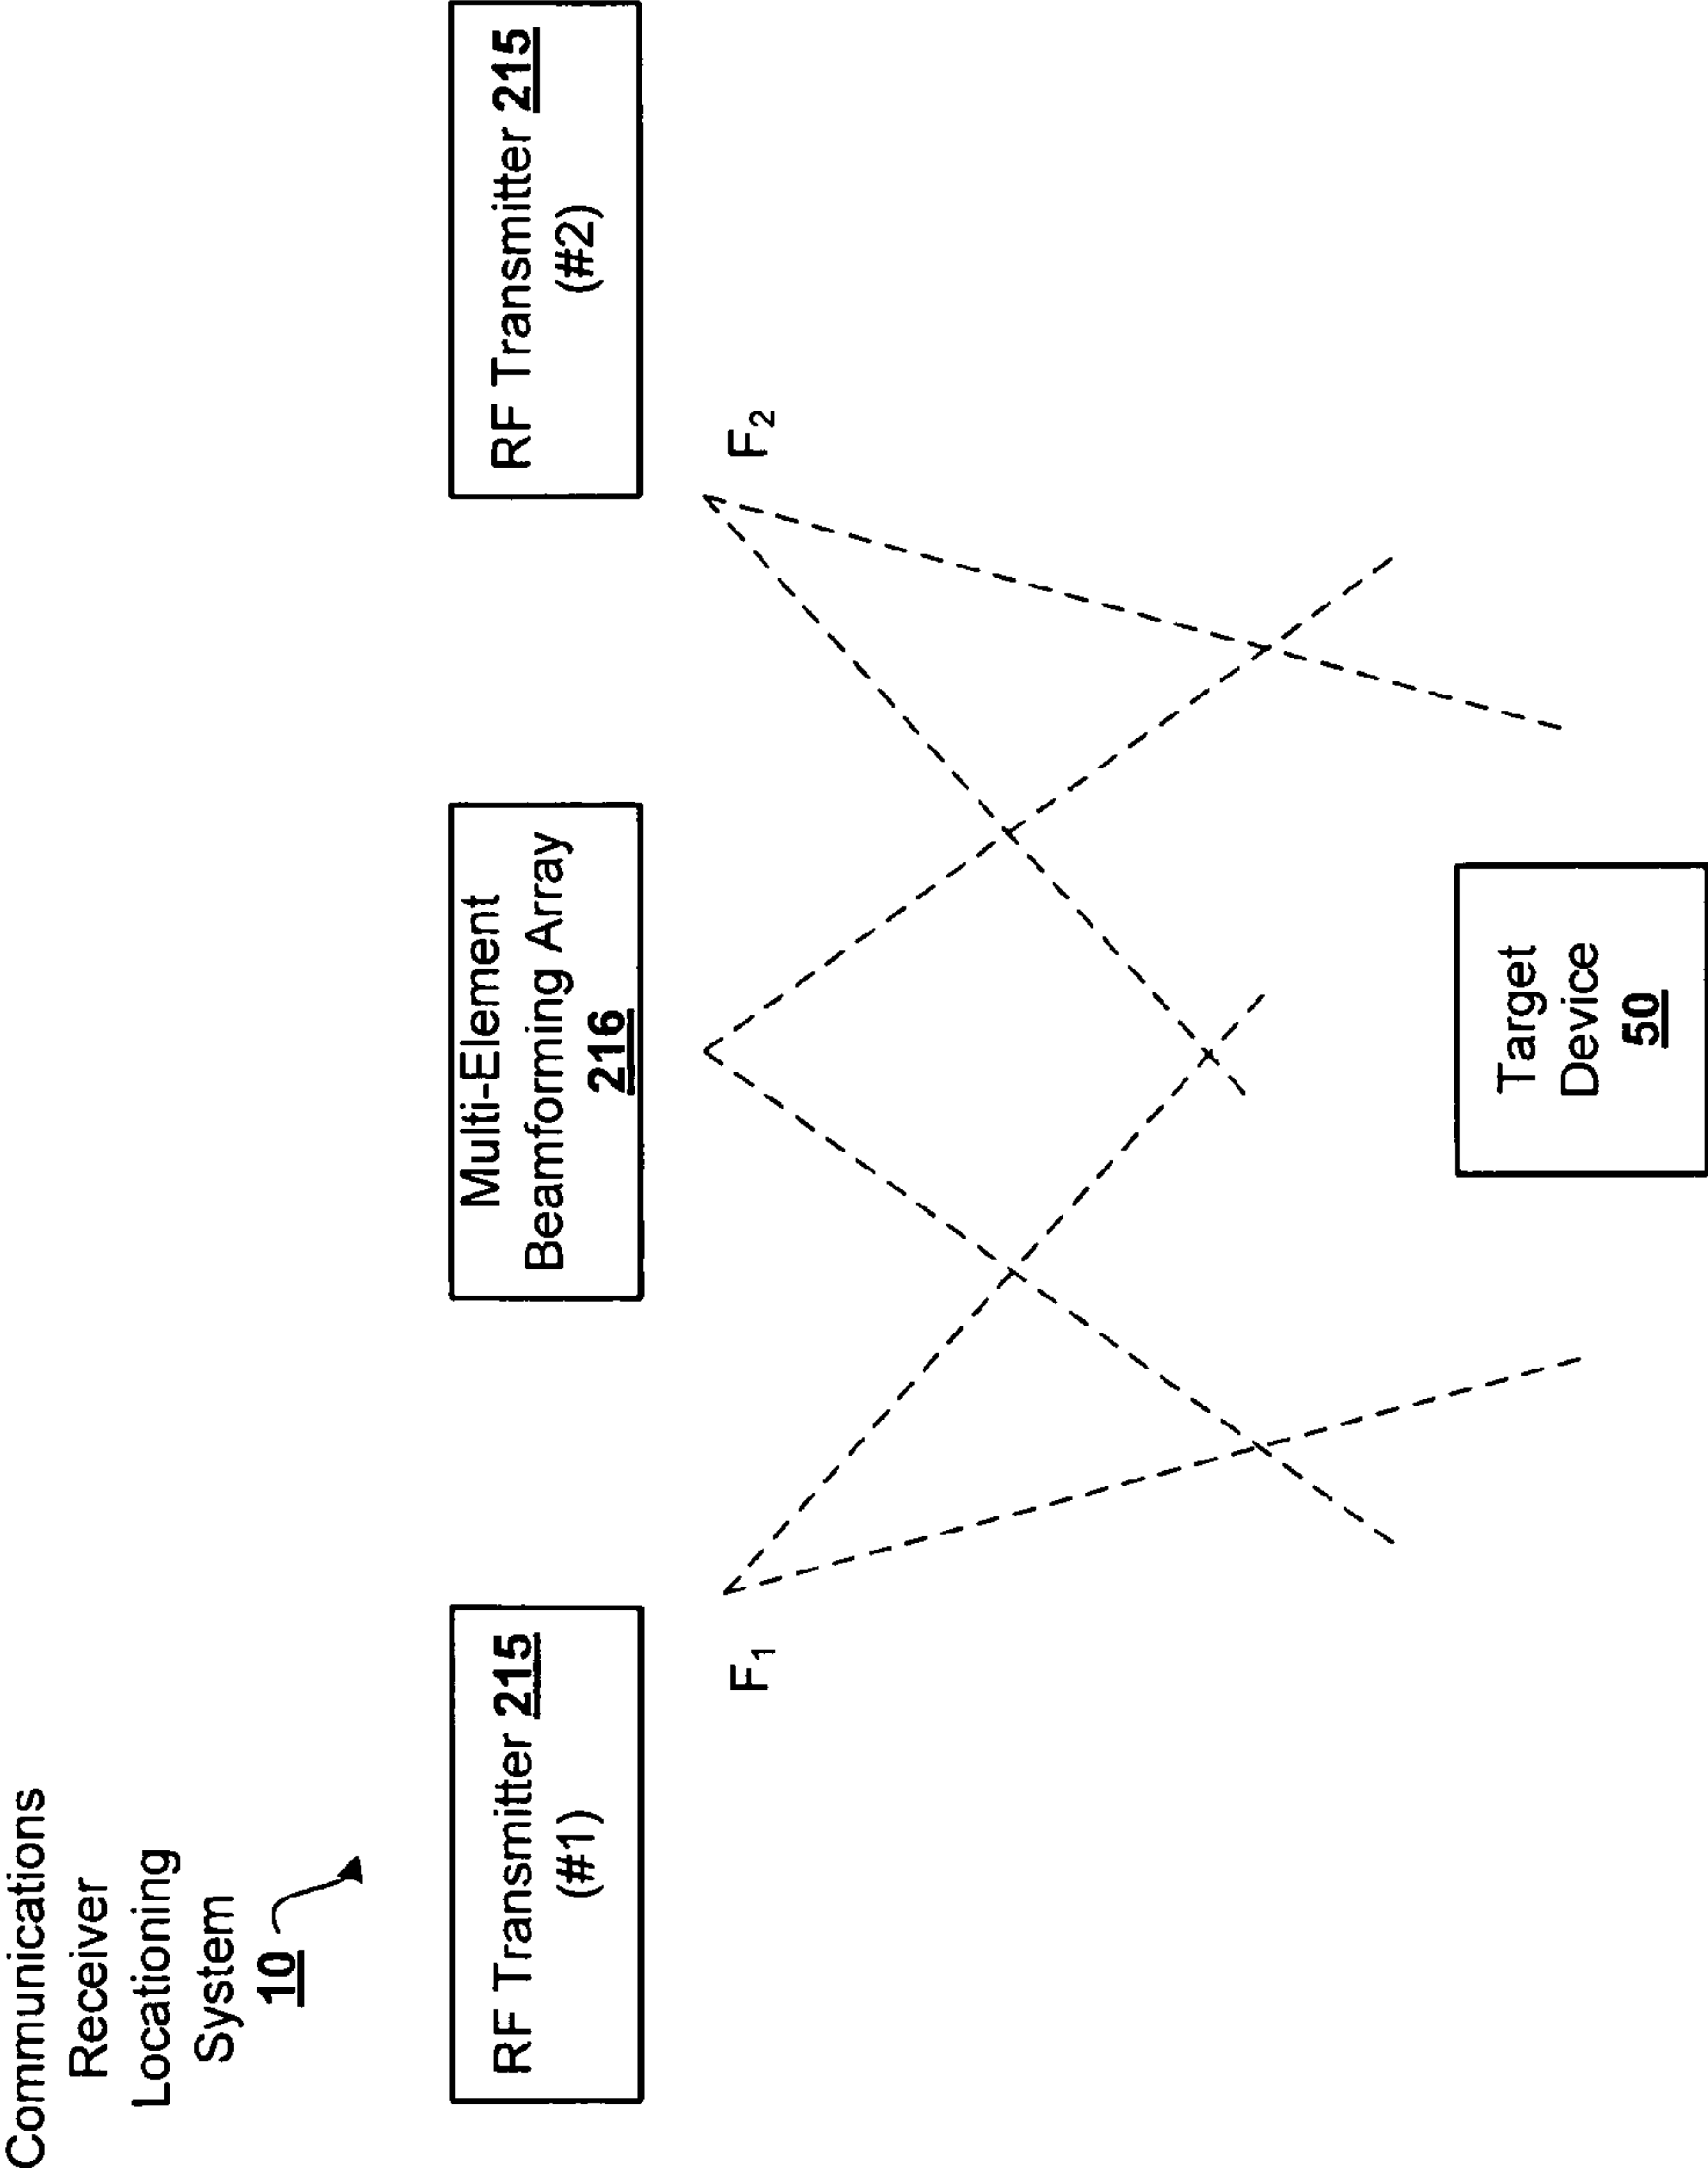 Communications
Receiver
Locationing
System
10
RF Transmitter 215
(#1)
Multi-Element
Beamforming Array
216
RF Transmitter 215
(#2)
F₁
F₂
Target
Device
50